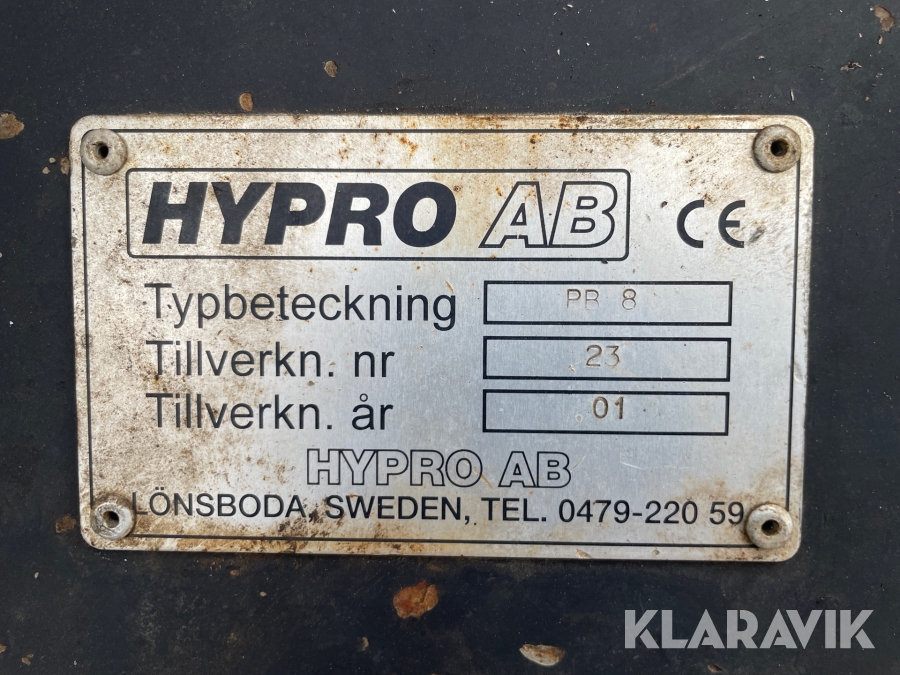 HYPRO AB CE
Typbeteckning PB 8
Tillverkn. nr 23
Tillverkn. år 01
HYPRO AB
LÖNSBODA, SWEDEN, TEL. 0479-220 59
KLARAVIK